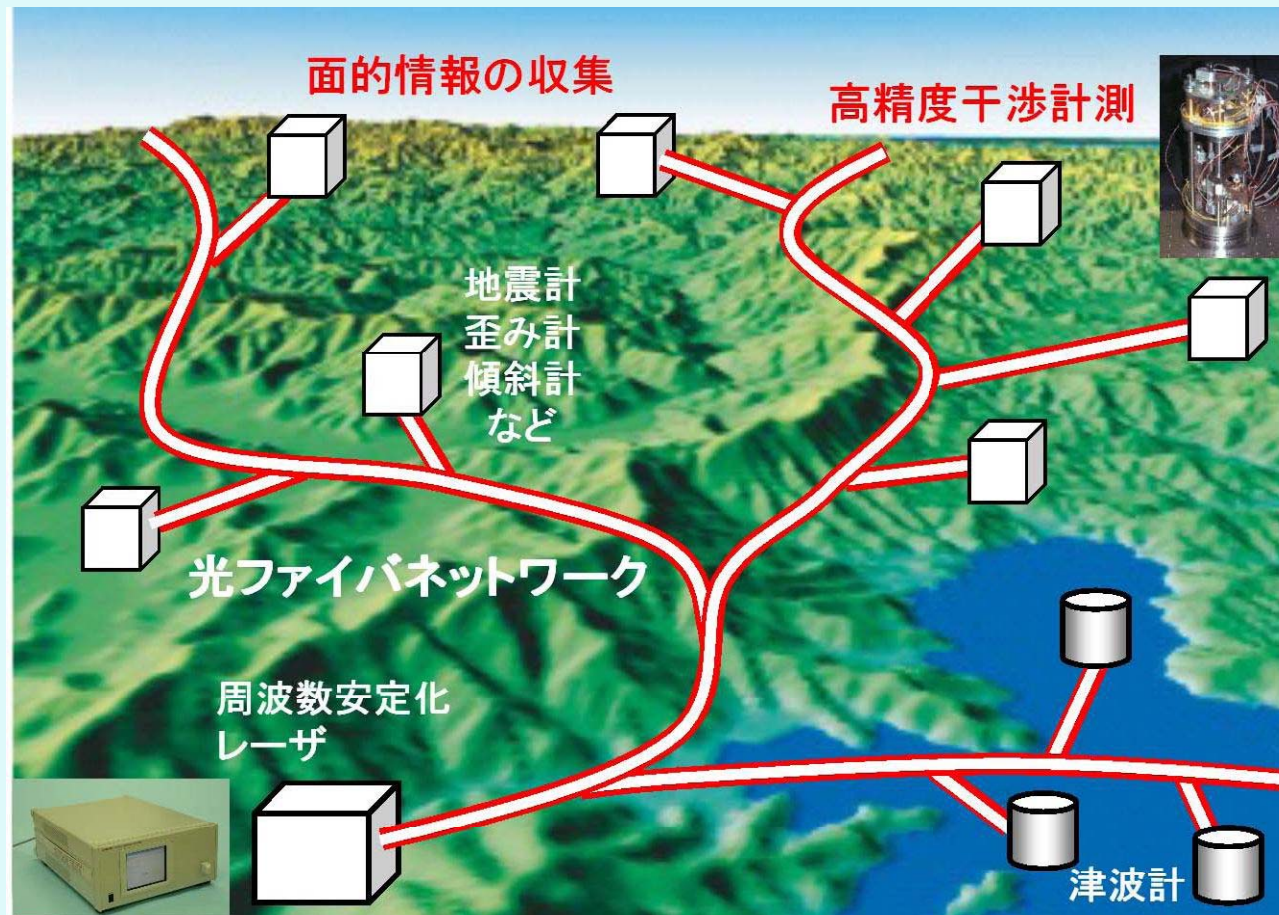 面的情報の収集
高精度干渉計測
地震計
歪み計
傾斜計
など
光ファイバネットワーク
周波数安定化
レーザ
津波計